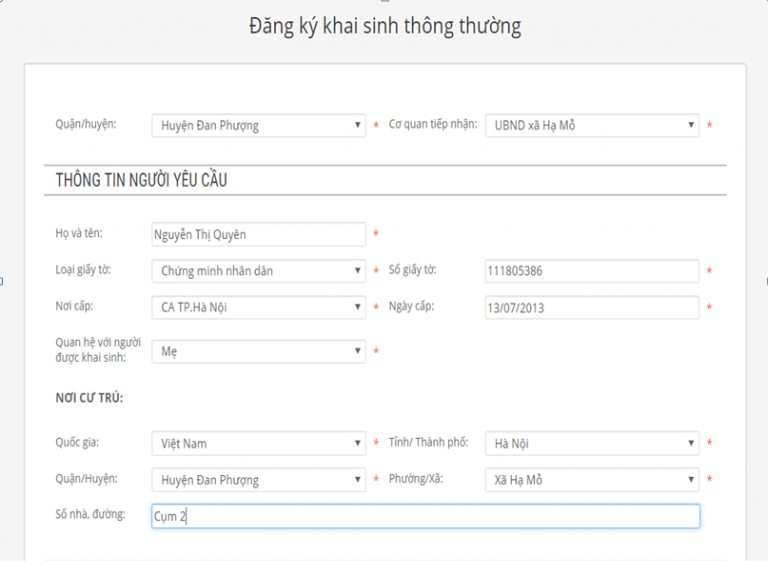 Đăng ký khai sinh thông thường
Quận/huyện: Huyện Đan Phượng * Cơ quan tiếp nhận: UBND xã Hạ Mỗ *
THÔNG TIN NGƯỜI YÊU CẦU
Họ và tên: Nguyễn Thị Quyên *
Loại giấy tờ: Chứng minh nhân dân * Số giấy tờ: 111805386 *
Nơi cấp: CA TP.Hà Nội * Ngày cấp: 13/07/2013 *
Quan hệ với người
được khai sinh: Mẹ *
NƠI CƯ TRÚ:
Quốc gia: Việt Nam * Tỉnh/ Thành phố: Hà Nội *
Quận/Huyện: Huyện Đan Phượng * Phường/Xã: Xã Hạ Mỗ *
Số nhà, đường: Cụm 2